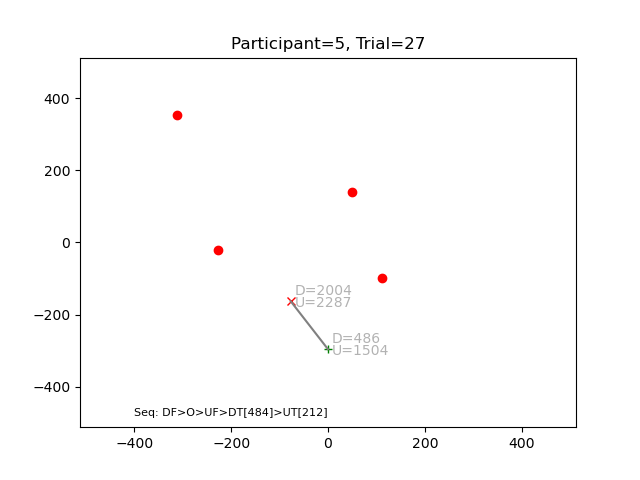 Participant=5, Trial=27
400
200
0
−200
−400
D=2004
U=2287
D=486
U=1504
Seq: DF>O>UF>DT[484]>UT[212]
−400 −200 0 200 400